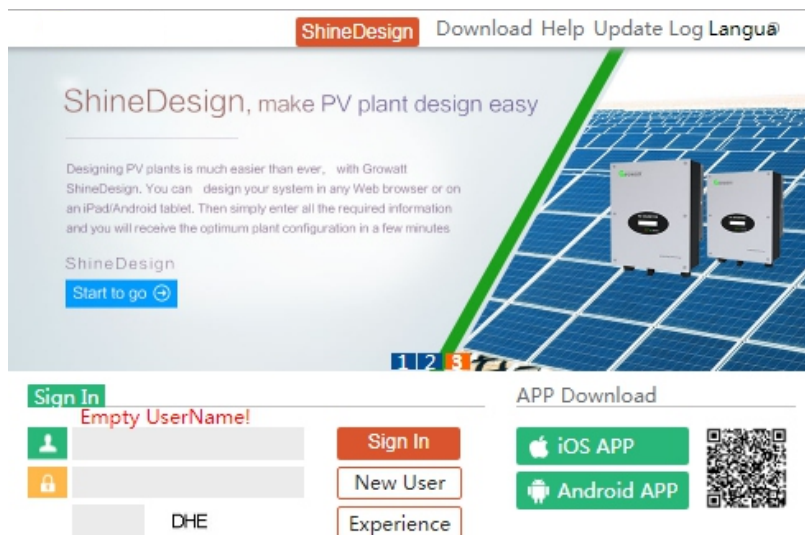 ShineDesign Download Help Update Log Langua
ShineDesign, make PV plant design easy
Designing PV plants is much easier than ever, with Growatt
ShineDesign. You can design your system in any Web browser or on
an iPad/Android tablet. Then simply enter all the required information
and you will receive the optimum plant configuration in a few minutes
ShineDesign
Start to go
Growatt
1 2 3
Sign In
Empty UserName!
Sign In
New User
DHE
Experience
APP Download
iOS APP
Android APP